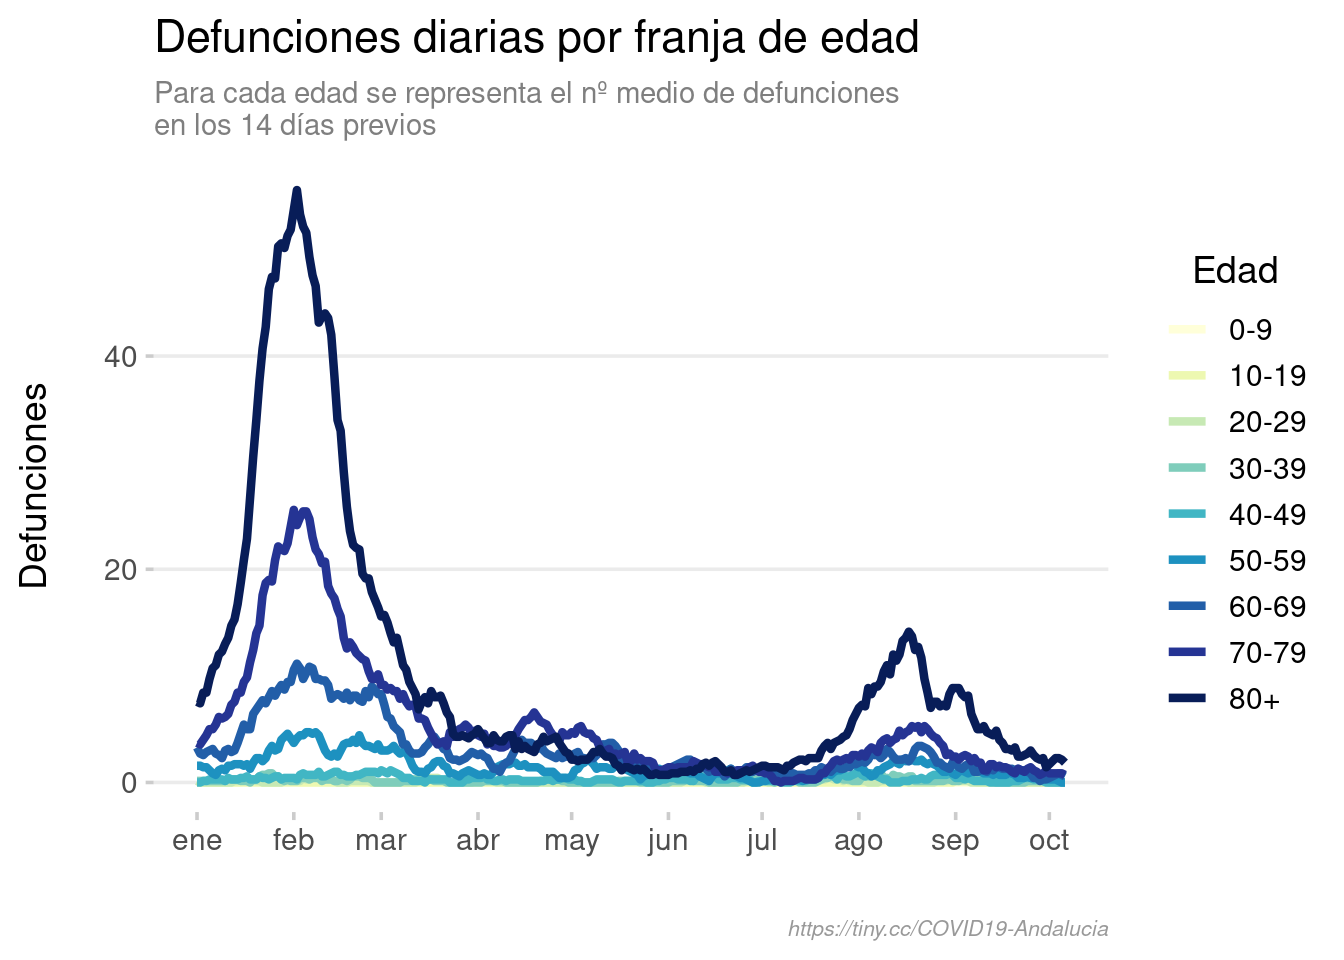 Defunciones diarias por franja de edad
Para cada edad se representa el nº medio de defunciones
en los 14 días previos
Defunciones
40
20
0
ene feb mar abr may jun jul ago sep oct
Edad
0-9
10-19
20-29
30-39
40-49
50-59
60-69
70-79
80+
https://tiny.cc/COVID19-Andalucia